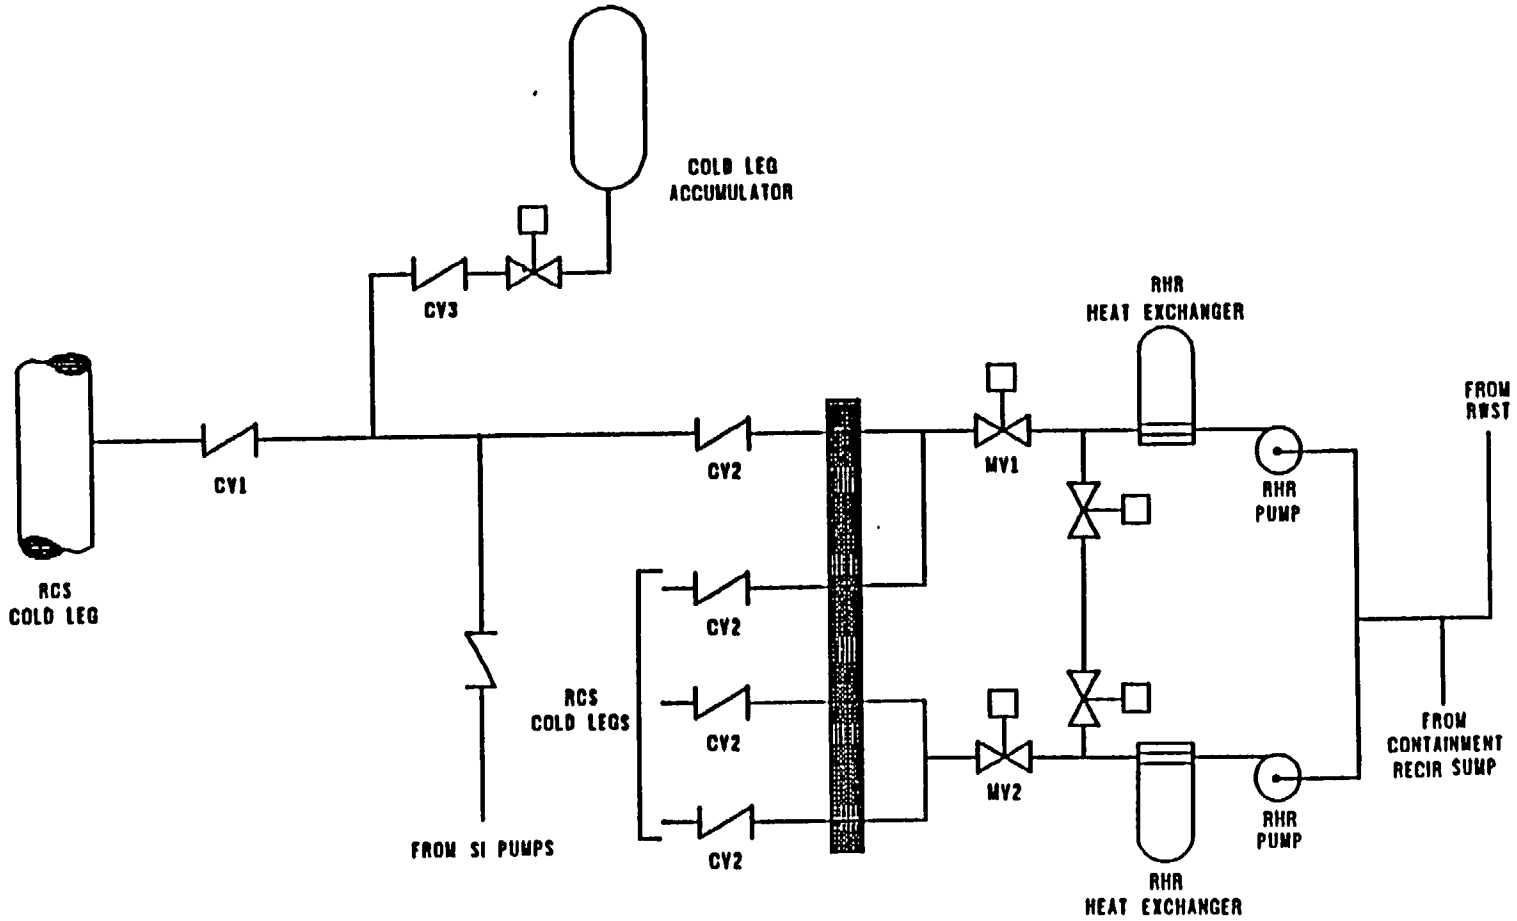 COLD LEG
ACCUMULATOR
CV3
RHR
HEAT EXCHANGER
FROM
RWST
CV1
CV2
MV1
RHR
PUMP
RCS
COLD LEG
CV2
RCS
COLD LEGS
CV2
MV2
FROM
CONTAINMENT
RECIR SUMP
FROM SI PUMPS
CV2
RHR
PUMP
RHR
HEAT EXCHANGER